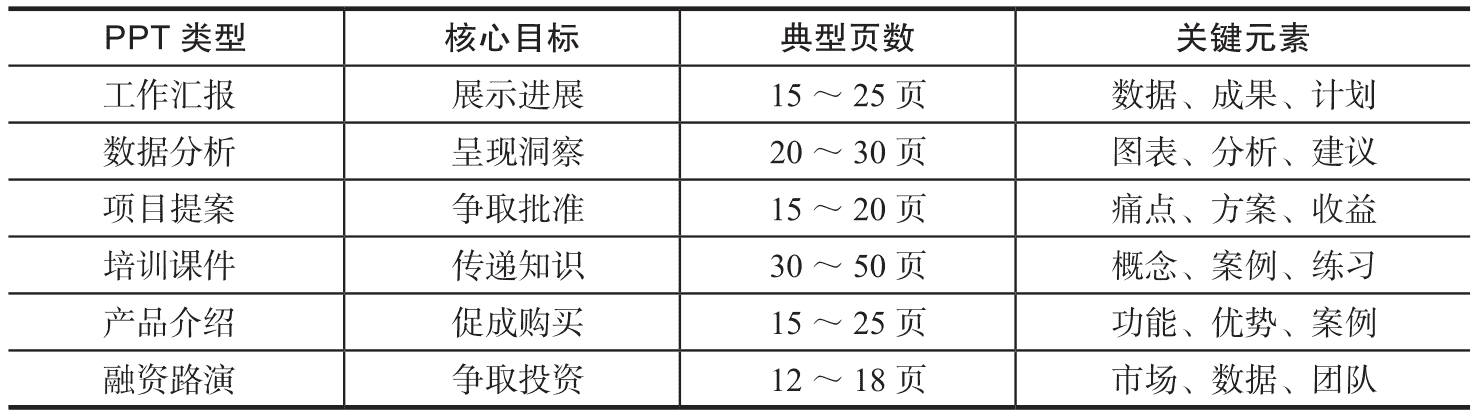 PPT 类型 核心目标 典型页数 关键元素
工作汇报 展示进展 15 ~ 25 页 数据、成果、计划
数据分析 呈现洞察 20 ~ 30 页 图表、分析、建议
项目提案 争取批准 15 ~ 20 页 痛点、方案、收益
培训课件 传递知识 30 ~ 50 页 概念、案例、练习
产品介绍 促成购买 15 ~ 25 页 功能、优势、案例
融资路演 争取投资 12 ~ 18 页 市场、数据、团队